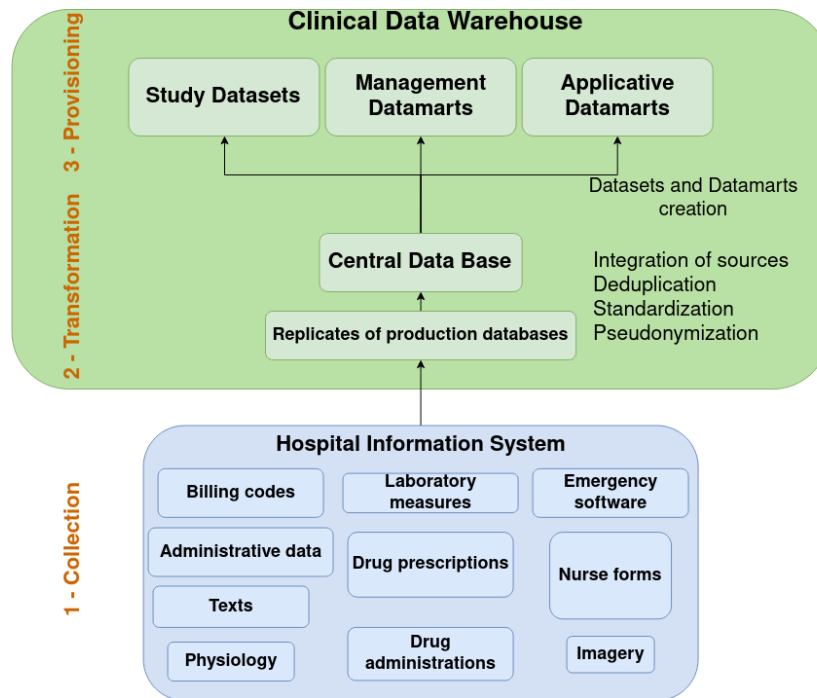 Clinical Data Warehouse
3 - Provisioning
Study Datasets
Management
Datamarts
Applicative
Datamarts
Datasets and Datamarts
creation
2 - Transformation
Central Data Base
Integration of sources
Deduplication
Standardization
Pseudonymization
Replicates of production databases
Hospital Information System
1 - Collection
Billing codes
Laboratory
measures
Emergency
software
Administrative data
Drug prescriptions
Nurse forms
Texts
Physiology
Drug
administrations
Imagery